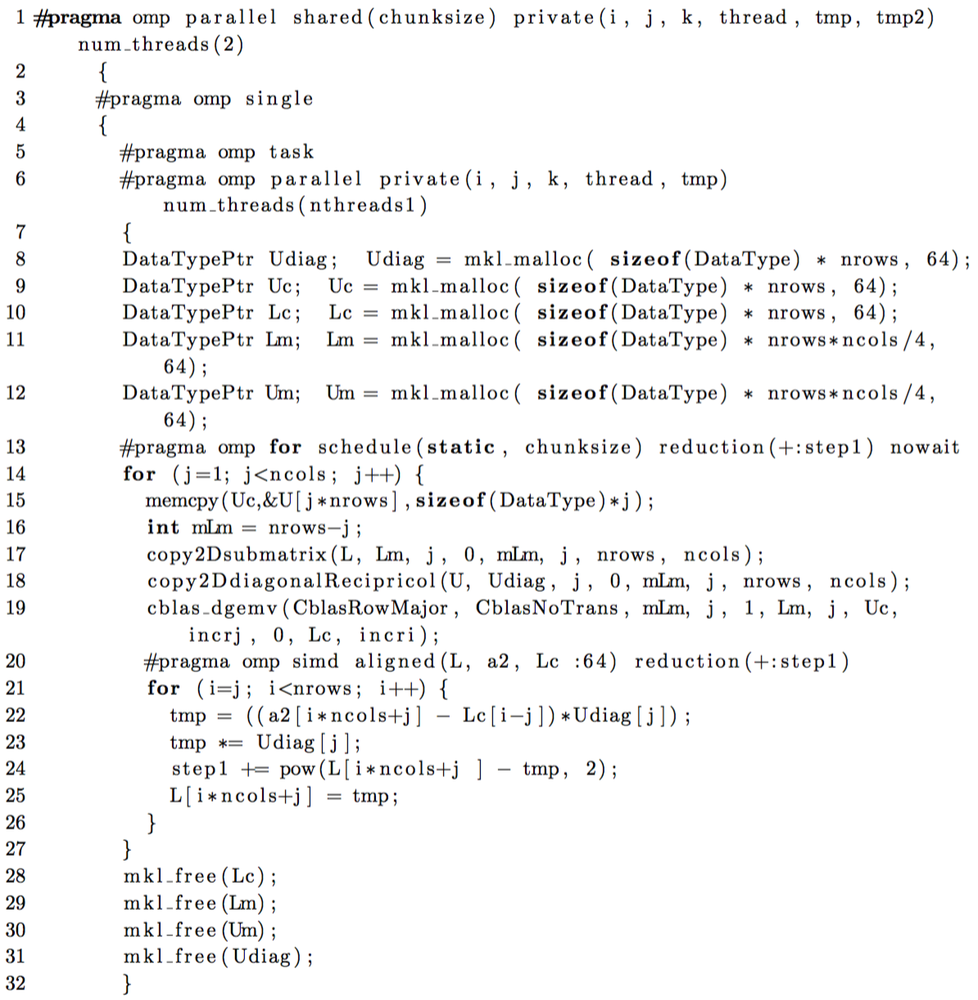 1 #pragma omp parallel shared(chunksize) private(i, j, k, thread, tmp, tmp2)
num_threads(2)
2 {
3 #pragma omp single
4 {
5 #pragma omp task
6 #pragma omp parallel private(i, j, k, thread, tmp)
num_threads(nthreads1)
7 {
8 DataTypePtr Udiag; Udiag = mkl_malloc( sizeof(DataType) * nrows, 64);
9 DataTypePtr Uc; Uc = mkl_malloc( sizeof(DataType) * nrows, 64);
10 DataTypePtr Lc; Lc = mkl_malloc( sizeof(DataType) * nrows, 64);
11 DataTypePtr Lm; Lm = mkl_malloc( sizeof(DataType) * nrows*ncols/4,
64);
12 DataTypePtr Um; Um = mkl_malloc( sizeof(DataType) * nrows*ncols/4,
64);
13 #pragma omp for schedule(static, chunksize) reduction(+:step1) nowait
14 for (j=1; j<ncols; j++) {
15 memcpy(Uc,&U[j*nrows],sizeof(DataType)*j);
16 int mLm = nrows-j;
17 copy2Dsubmatrix(L, Lm, j, 0, mLm, j, nrows, ncols);
18 copy2DdiagonalRecipricol(U, Udiag, j, 0, mLm, j, nrows, ncols);
19 cblas_dgemv(CblasRowMajor, CblasNoTrans, mLm, j, 1, Lm, j, Uc,
incrj, 0, Lc, incri);
20 #pragma omp simd aligned(L, a2, Lc :64) reduction(+:step1)
21 for (i=j; i<nrows; i++) {
22 tmp = ((a2[i*ncols+j] - Lc[i-j])*Udiag[j]);
23 tmp *= Udiag[j];
24 step1 += pow(L[i*ncols+j ] - tmp, 2);
25 L[i*ncols+j] = tmp;
26 }
27 }
28 mkl_free(Lc);
29 mkl_free(Lm);
30 mkl_free(Um);
31 mkl_free(Udiag);
32 }